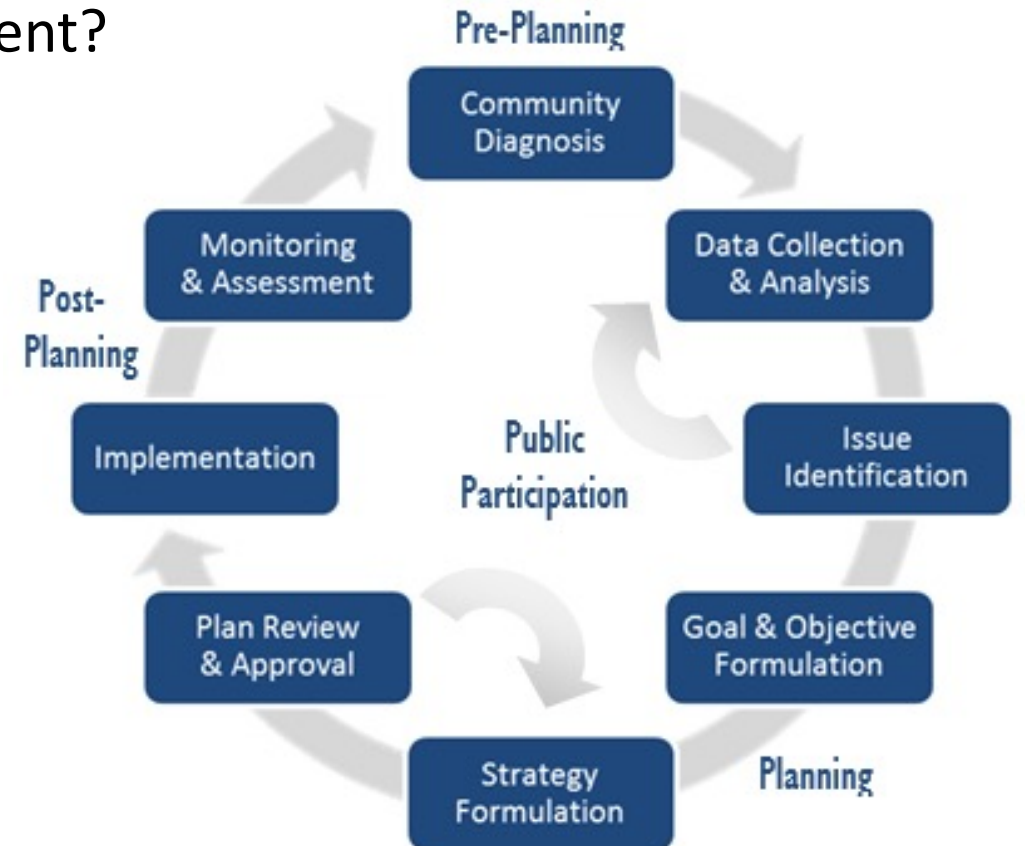 ent?
Pre-Planning
Community
Diagnosis
Data Collection
& Analysis
Issue
Identification
Goal & Objective
Formulation
Planning
Strategy
Formulation
Plan Review
& Approval
Implementation
Post-
Planning
Monitoring
& Assessment
Public
Participation